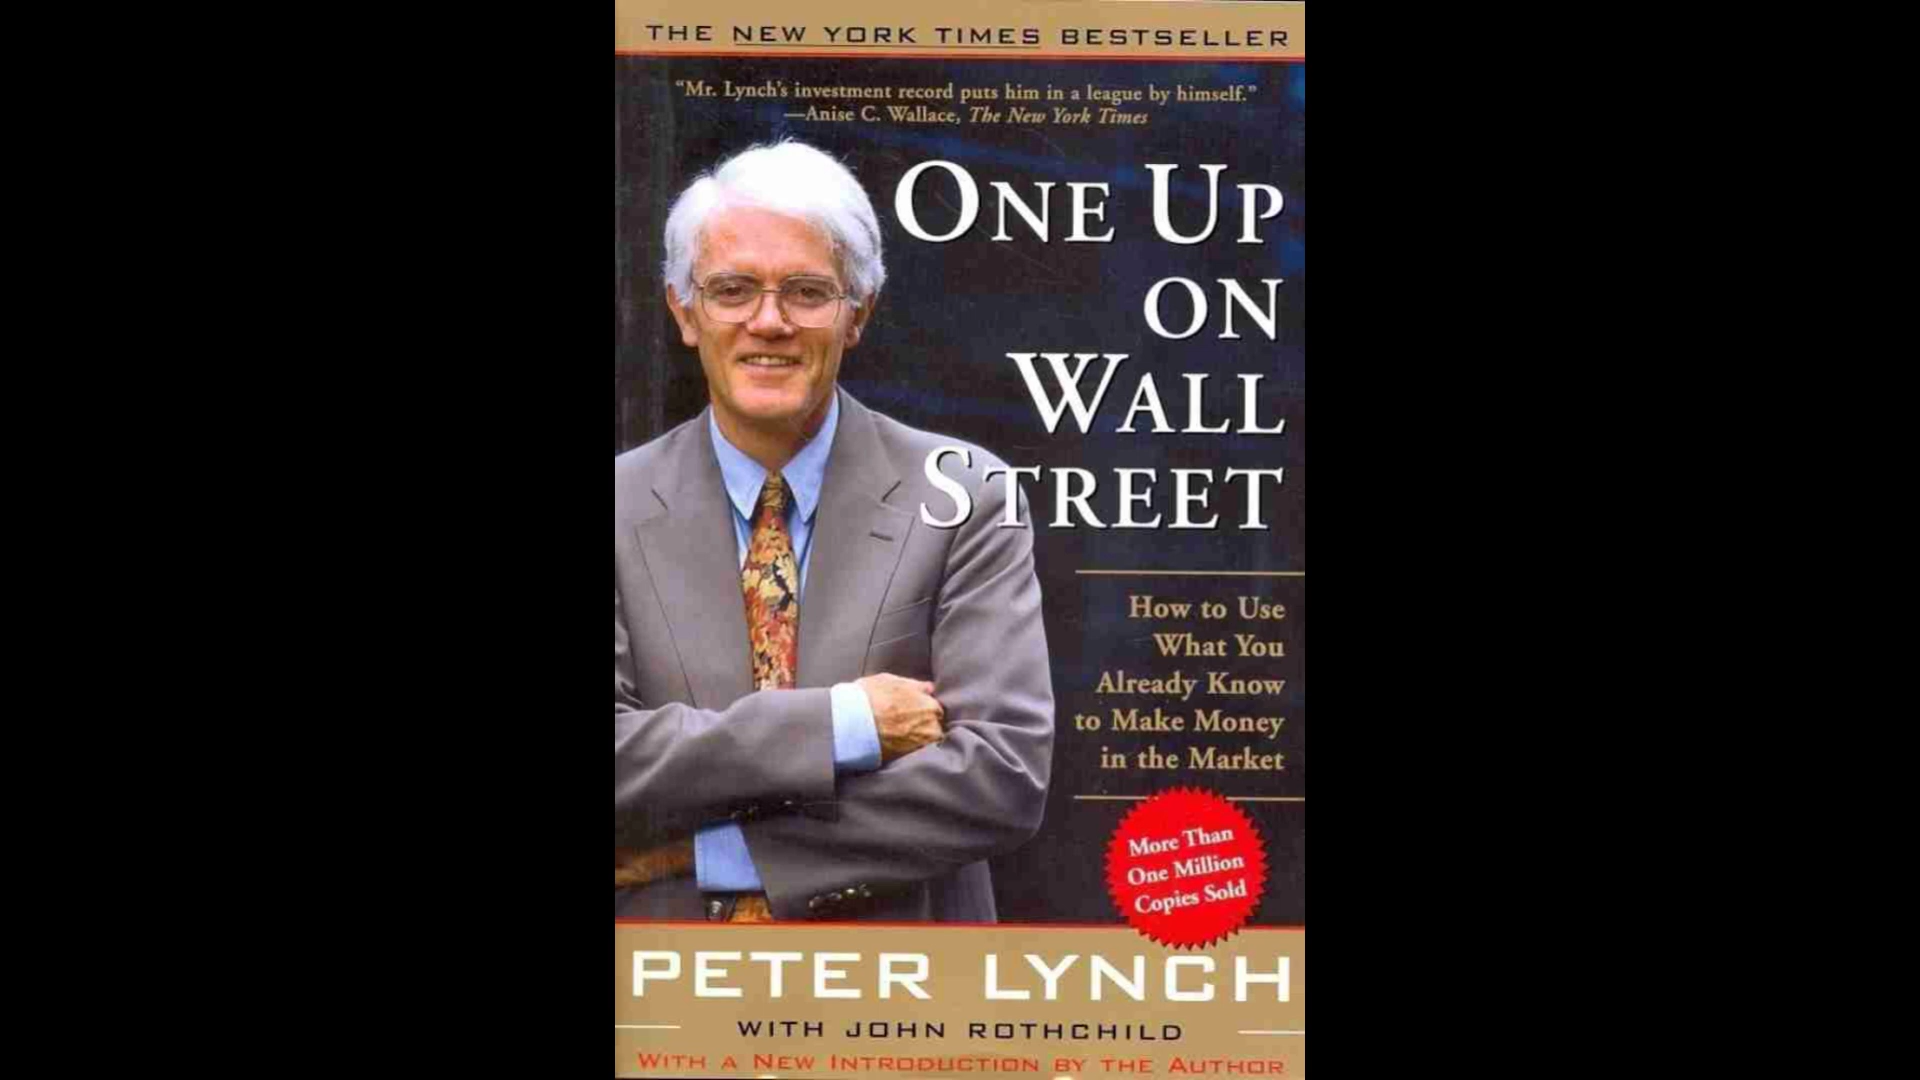 THE NEW YORK TIMES BESTSELLER
“Mr. Lynch’s investment record puts him in a league by himself.”
—Anise C. Wallace, The New York Times
ONE UP
ON
WALL
STREET
How to Use
What You
Already Know
to Make Money
in the Market
More Than
One Million
Copies Sold
PETER LYNCH
WITH JOHN ROTHCHILD
WITH A NEW INTRODUCTION BY THE AUTHOR